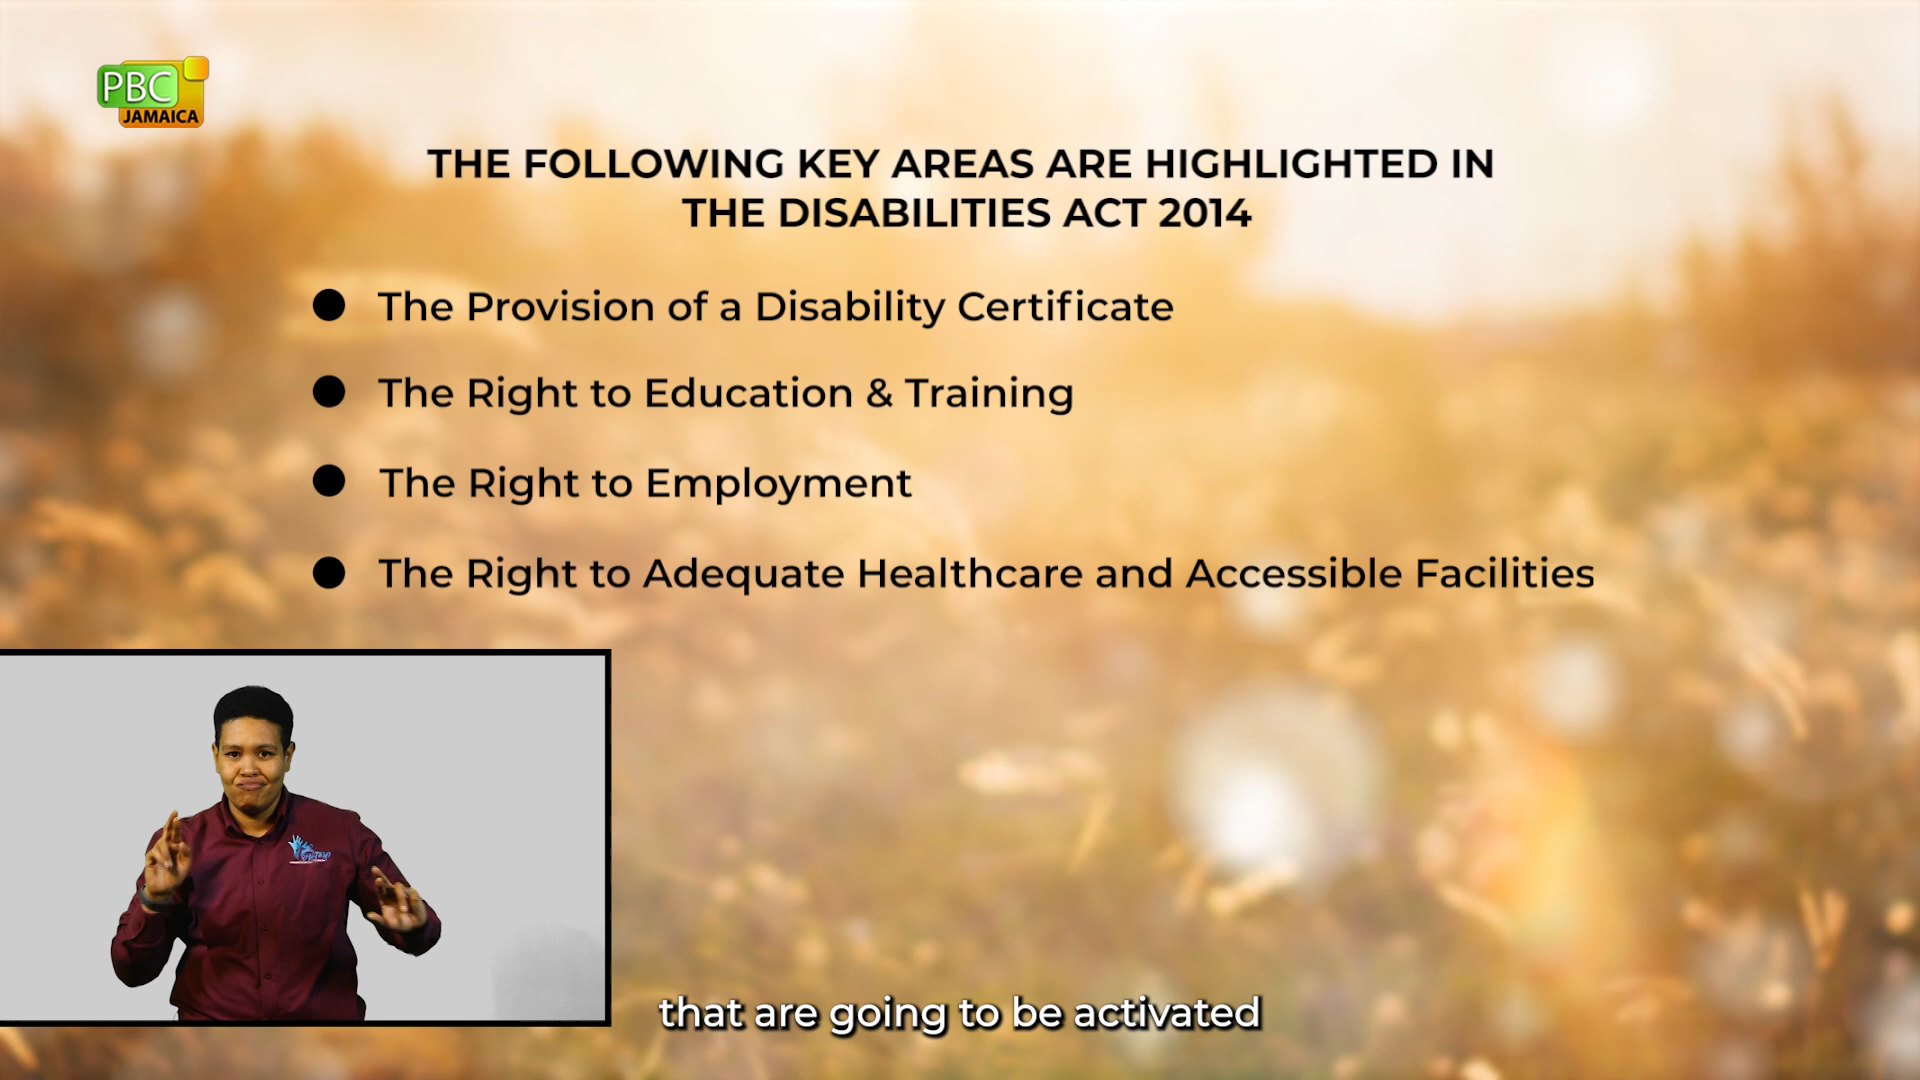 PBC
JAMAICA
THE FOLLOWING KEY AREAS ARE HIGHLIGHTED IN
THE DISABILITIES ACT 2014
● The Provision of a Disability Certificate
● The Right to Education & Training
● The Right to Employment
● The Right to Adequate Healthcare and Accessible Facilities
that are going to be activated